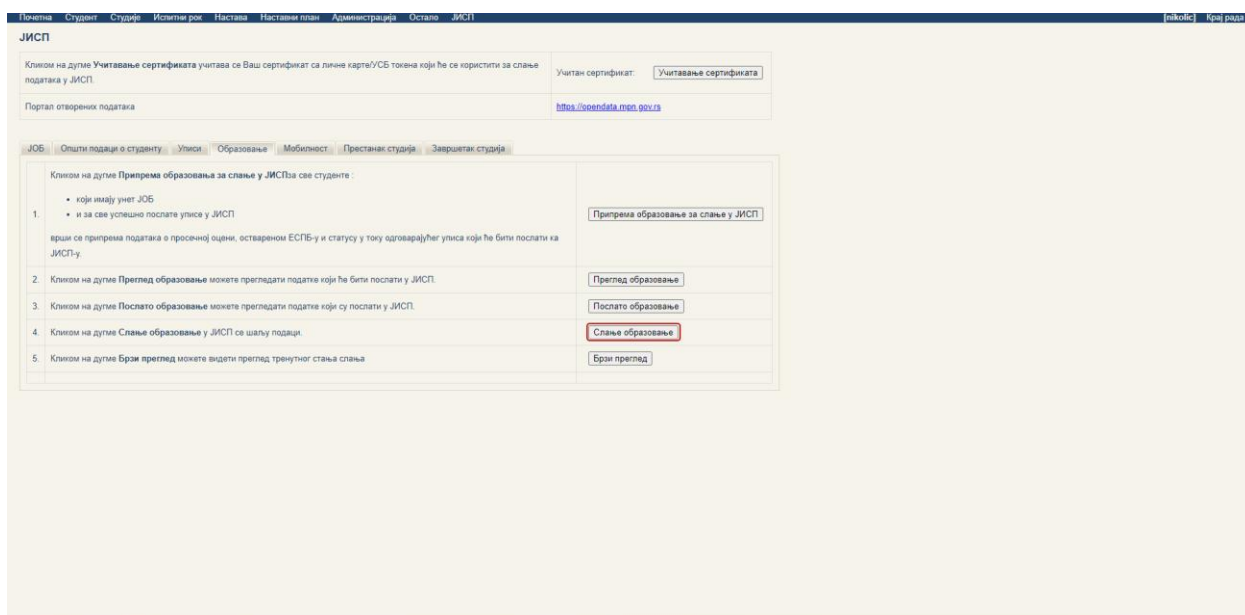 Почетна Студент Студије Испитни рок Настава Наставни план Администрација Остало ЈИСП [nikolic] Крај рада
ЈИСП
Кликом на дугме Учитавање сертификата учитава се Ваш сертификат са личне карте/УСБ токена који ће се користити за слање
података у ЈИСП.
Учитан сертификат: Учитавање сертификата
Портал отворених података https://opendata.mpn.gov.rs
ЈОБ Општи подаци о студенту Уписи Образовање Мобилност Престанак студија Завршетак студија
Кликом на дугме Припрема образовања за слање у ЈИСПза све студенте :
• који имају унет ЈОБ
1. • и за све успешно послате уписе у ЈИСП Припрема образовање за слање у ЈИСП
врши се припрема података о просечној оцени, оствареном ЕСПБ-у и статусу у току одговарајућег уписа који ће бити послати ка
ЈИСП-у.
2. Кликом на дугме Преглед образовање можете прегледати податке који ће бити послат у ЈИСП. Преглед образовање
3. Кликом на дугме Послато образовање можете прегледати податке који су послати у ЈИСП. Послато образовање
4. Кликом на дугме Слање образовање у ЈИСП се шаљу подаци. Слање образовање
5. Кликом на дугме Брзи преглед можете видети преглед тренутног стања слања Брзи преглед